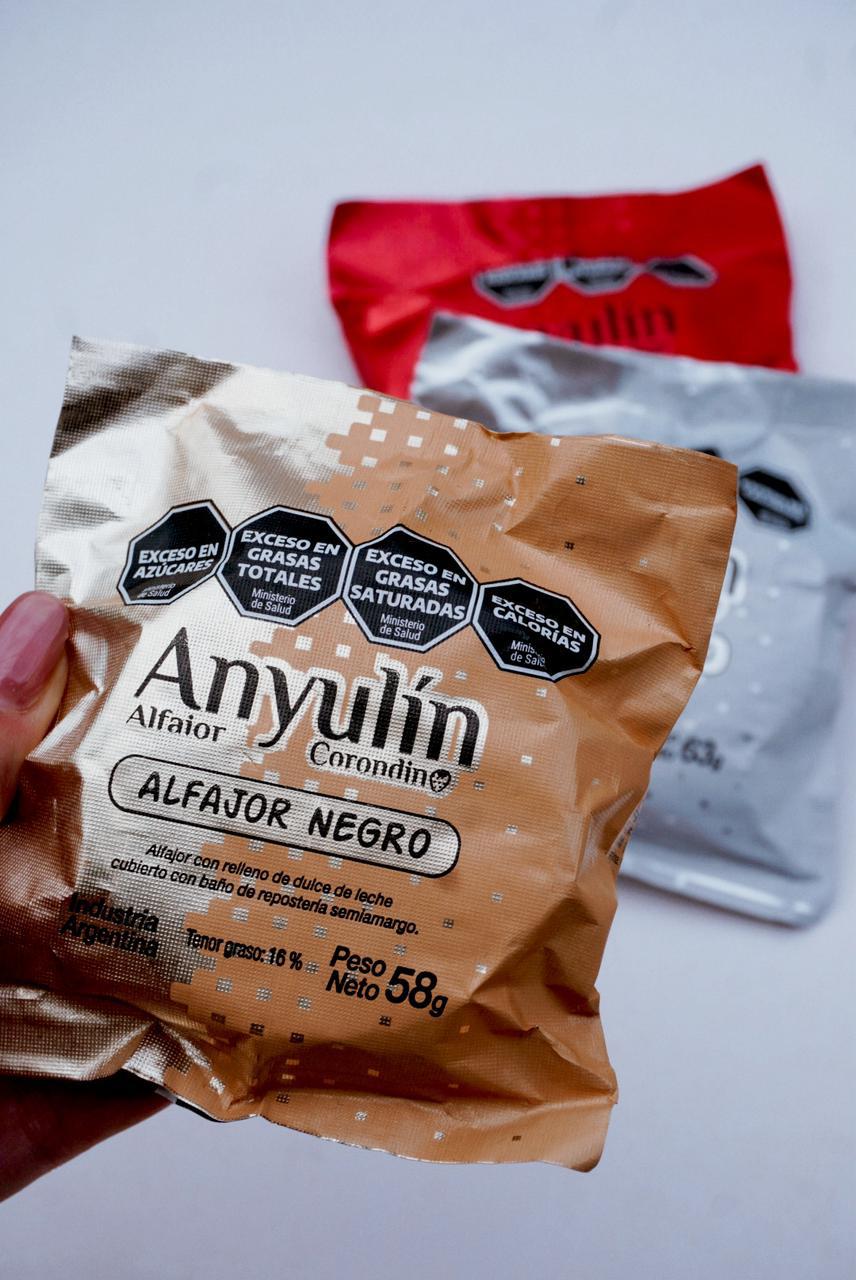 EXCESO EN
AZÚCARES
Ministerio
de Salud
EXCESO EN
GRASAS
TOTALES
Ministerio
de Salud
EXCESO EN
GRASAS
SATURADAS
Ministerio
de Salud
EXCESO EN
CALORÍAS
de
Anyulín
Alfajor
Corondino
ALFAJOR NEGRO
Alfajor con relleno de dulce de leche
cubierto con baño de repostería semiamargo.
Industria
Argentina
Tenor graso: 16 %
Peso
Neto 58g
63g